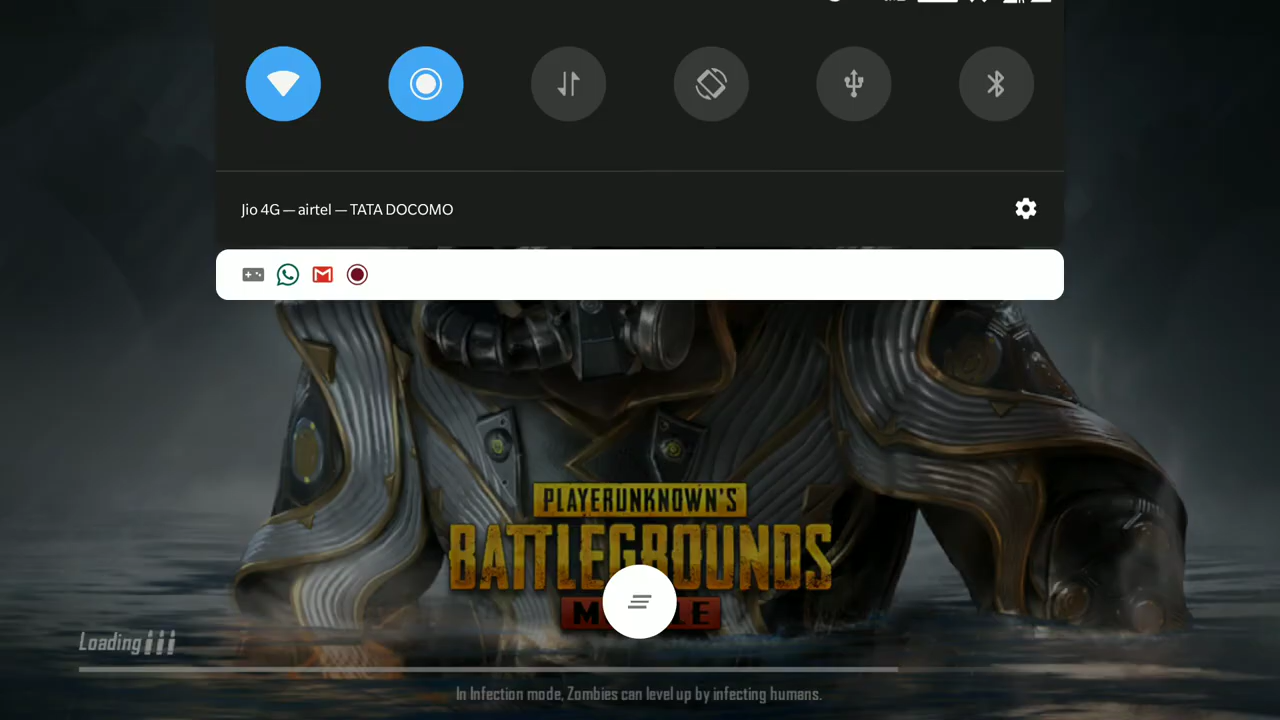 Jio 4G — airtel — TATA DOCOMO
PLAYERUNKNOWN'S
BATTLEGROUNDS
Loading
In Infection mode, Zombies can level up by infecting humans.